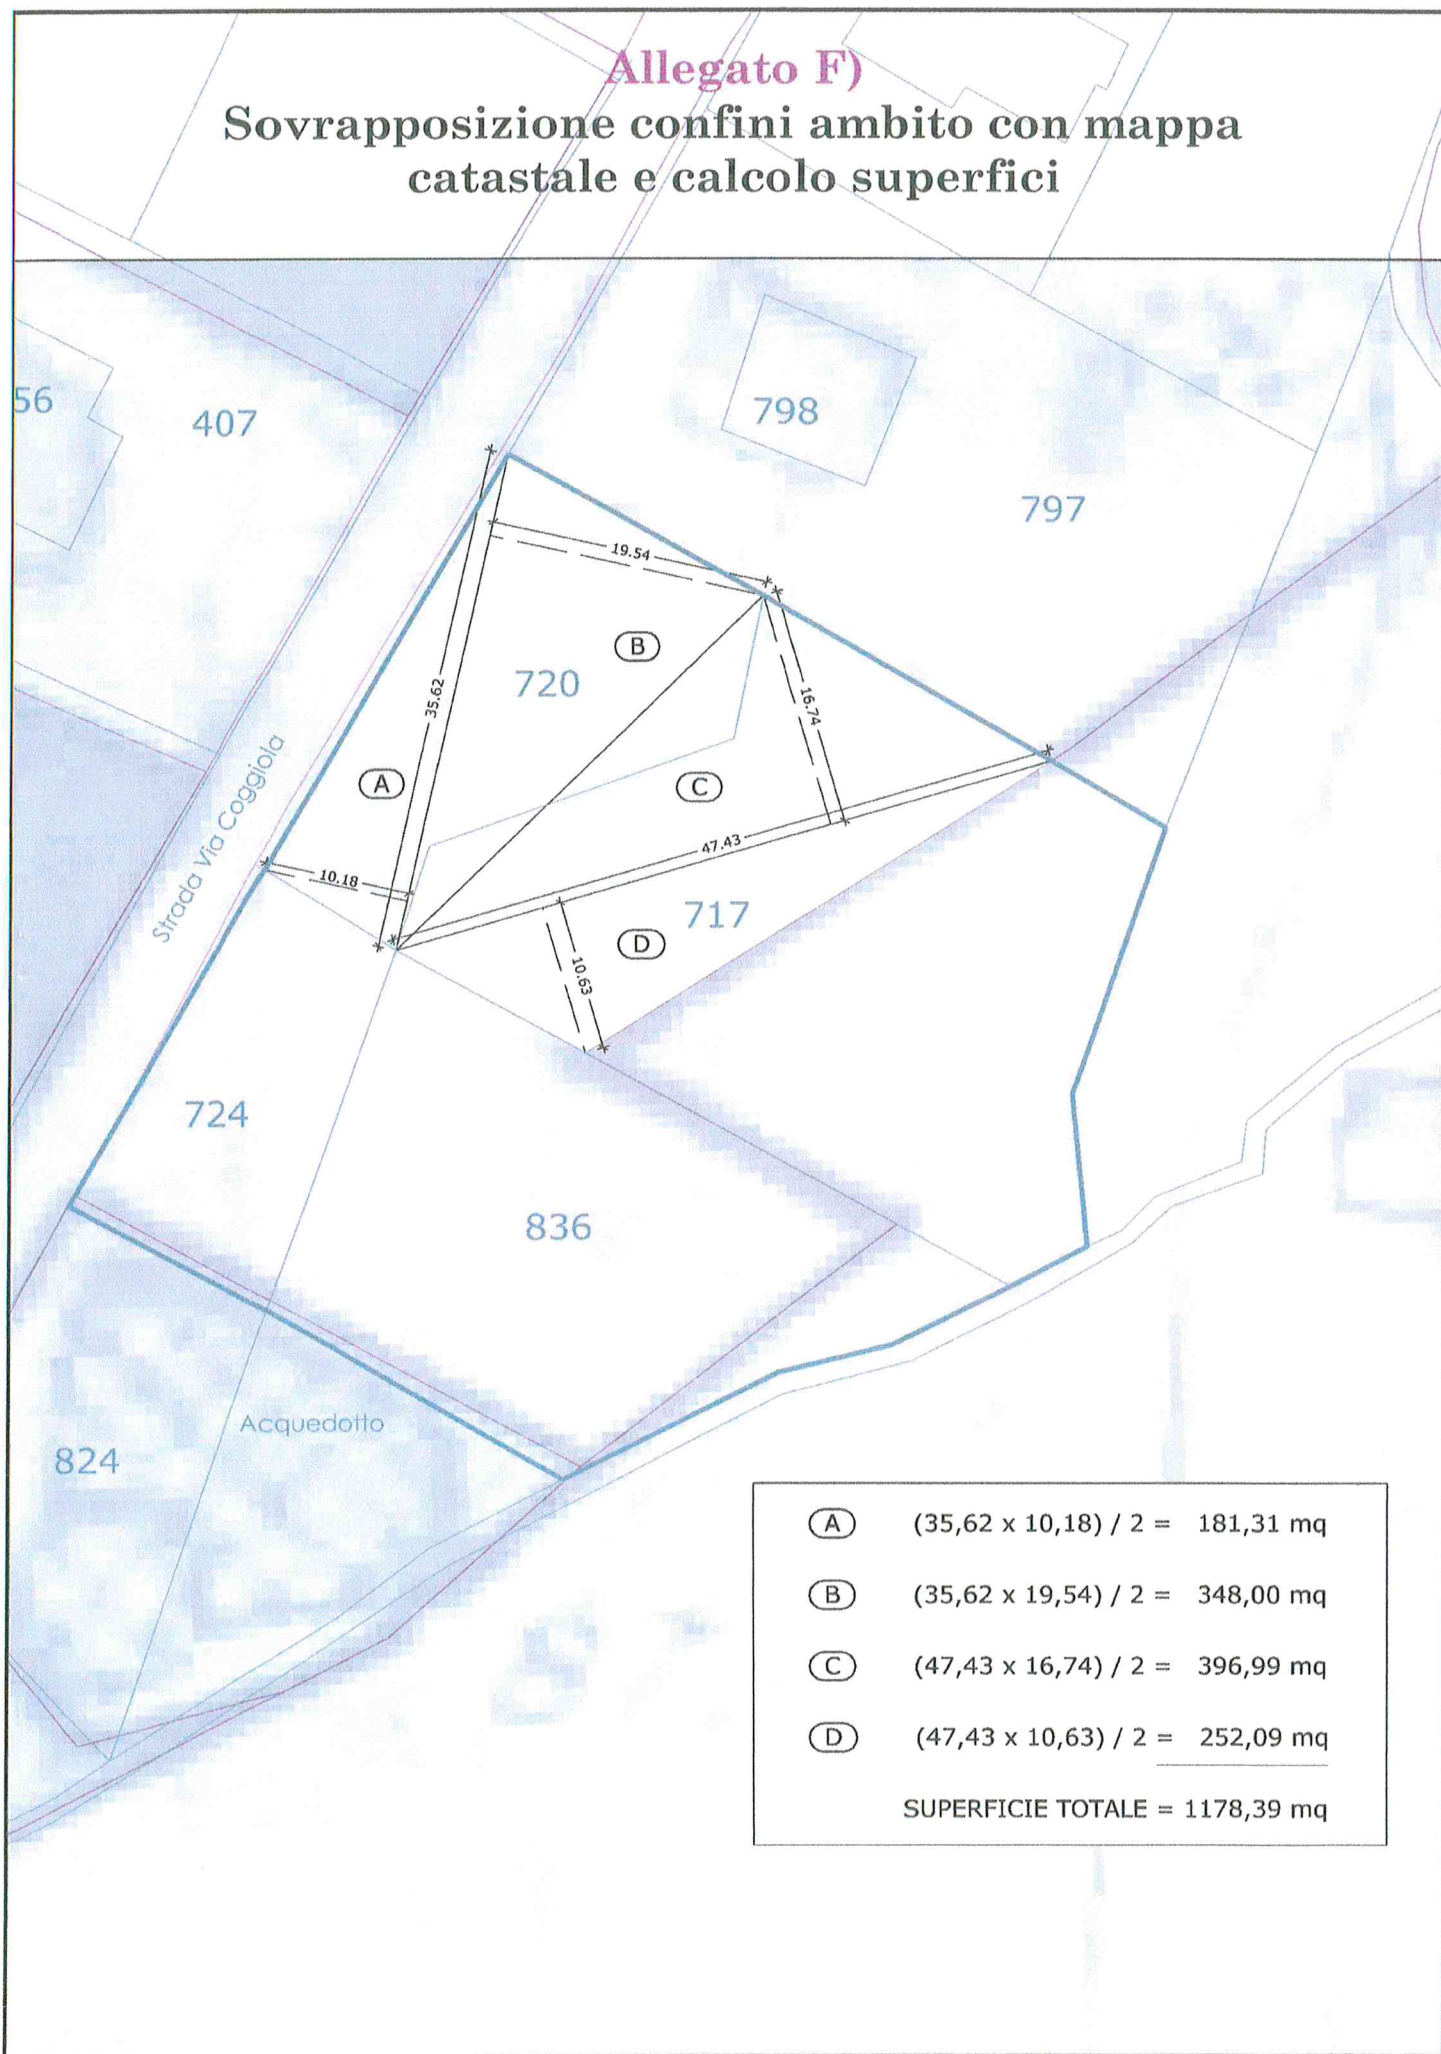 Allegato F)
Sovrapposizione confini ambito con mappa
catastale e calcolo superfici
56
407
798
797
19.54
B
720
35.62
16.74
A
C
Strada Via Coggiola
47.43
10.18
717
D
10.63
724
836
Acquedotto
824
A (35,62 x 10,18) / 2 = 181,31 mq
B (35,62 x 19,54) / 2 = 348,00 mq
C (47,43 x 16,74) / 2 = 396,99 mq
D (47,43 x 10,63) / 2 = 252,09 mq
SUPERFICIE TOTALE = 1178,39 mq